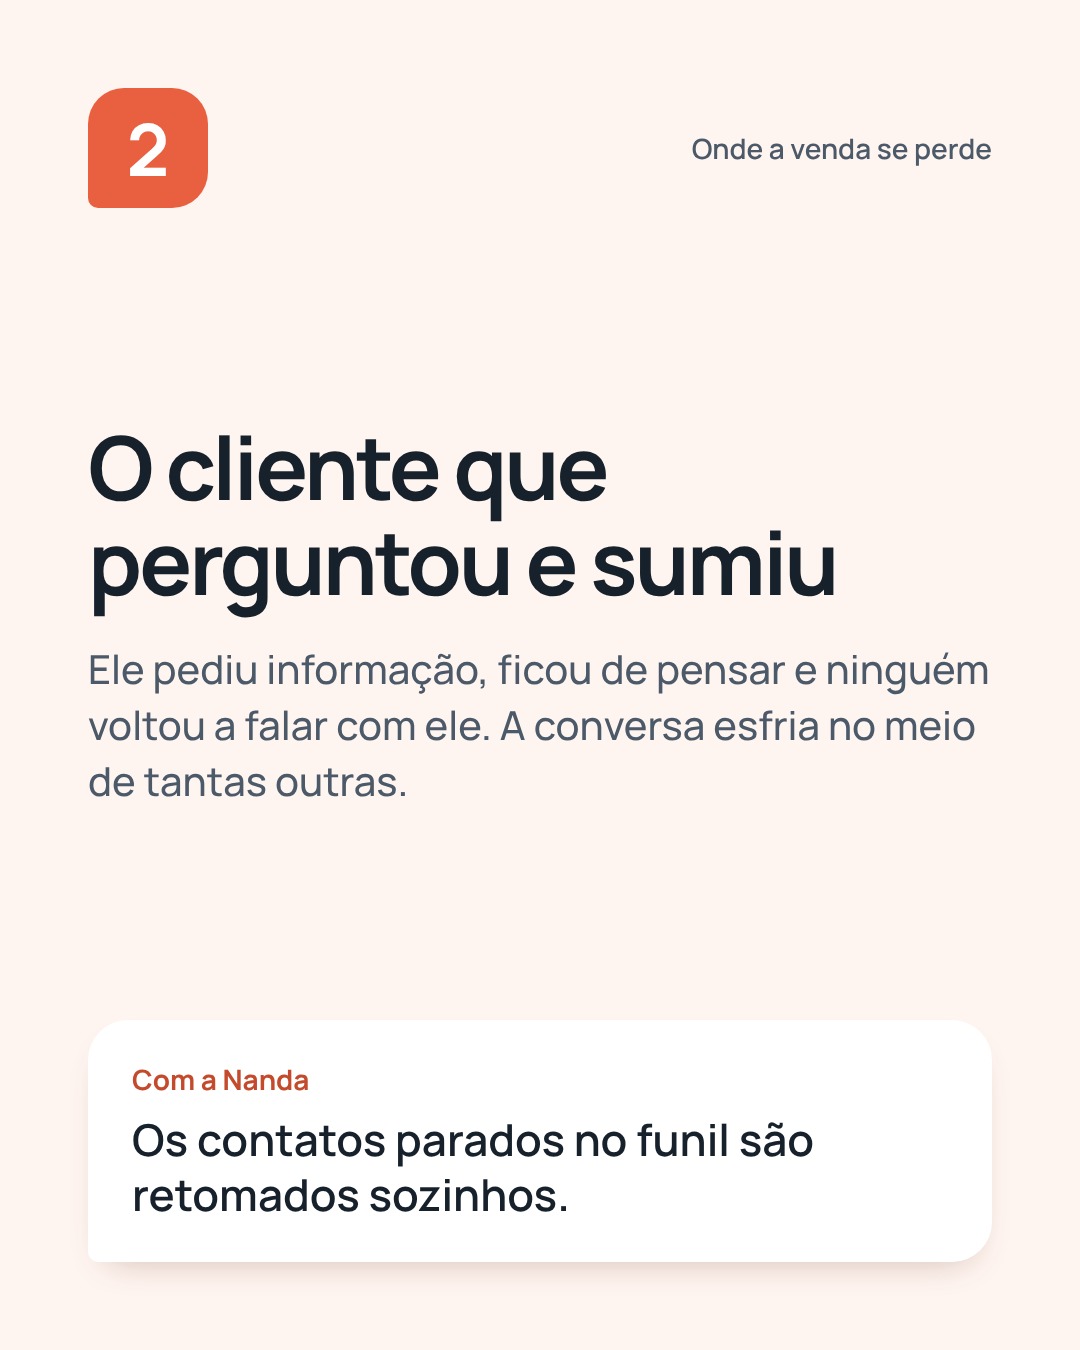 2
Onde a venda se perde
O cliente que
perguntou e sumiu
Ele pediu informação, ficou de pensar e ninguém
voltou a falar com ele. A conversa esfria no meio
de tantas outras.
Com a Nanda
Os contatos parados no funil são
retomados sozinhos.